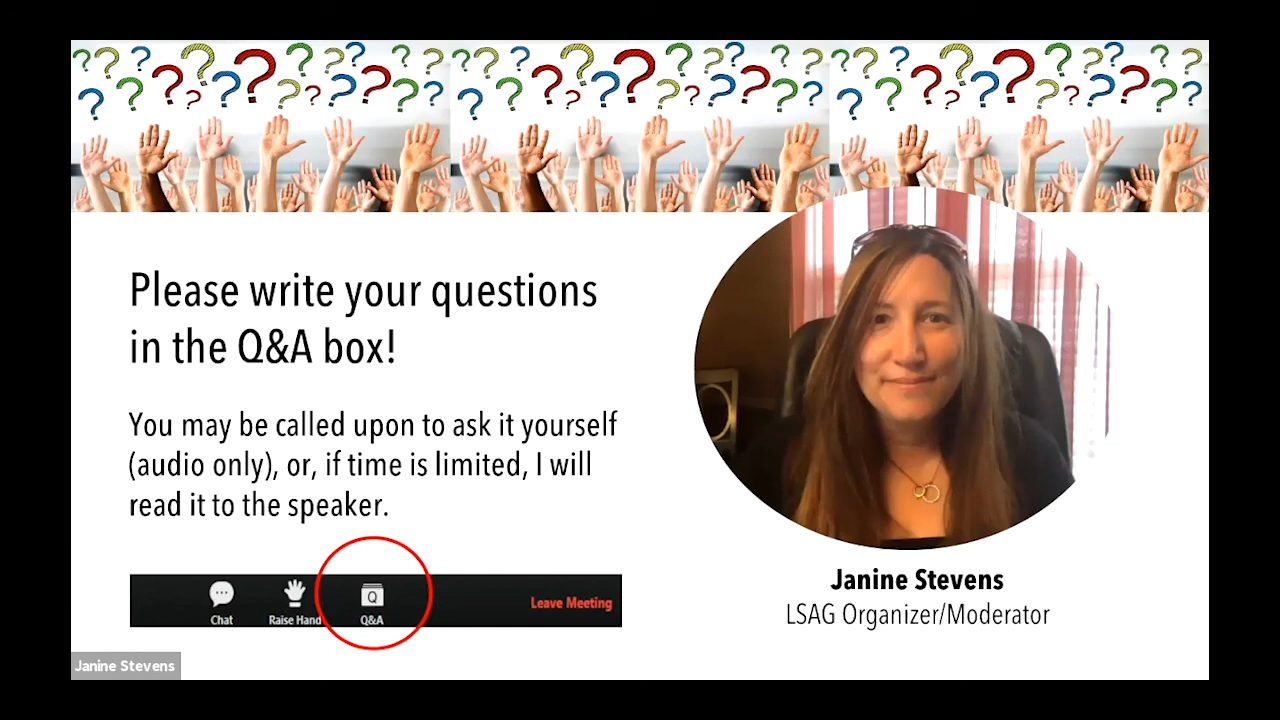 Please write your questions
in the Q&A box!
You may be called upon to ask it yourself
(audio only), or, if time is limited, I will
read it to the speaker.
Chat
Raise Hand
Q&A
Leave Meeting
Janine Stevens
LSAG Organizer/Moderator
Janine Stevens